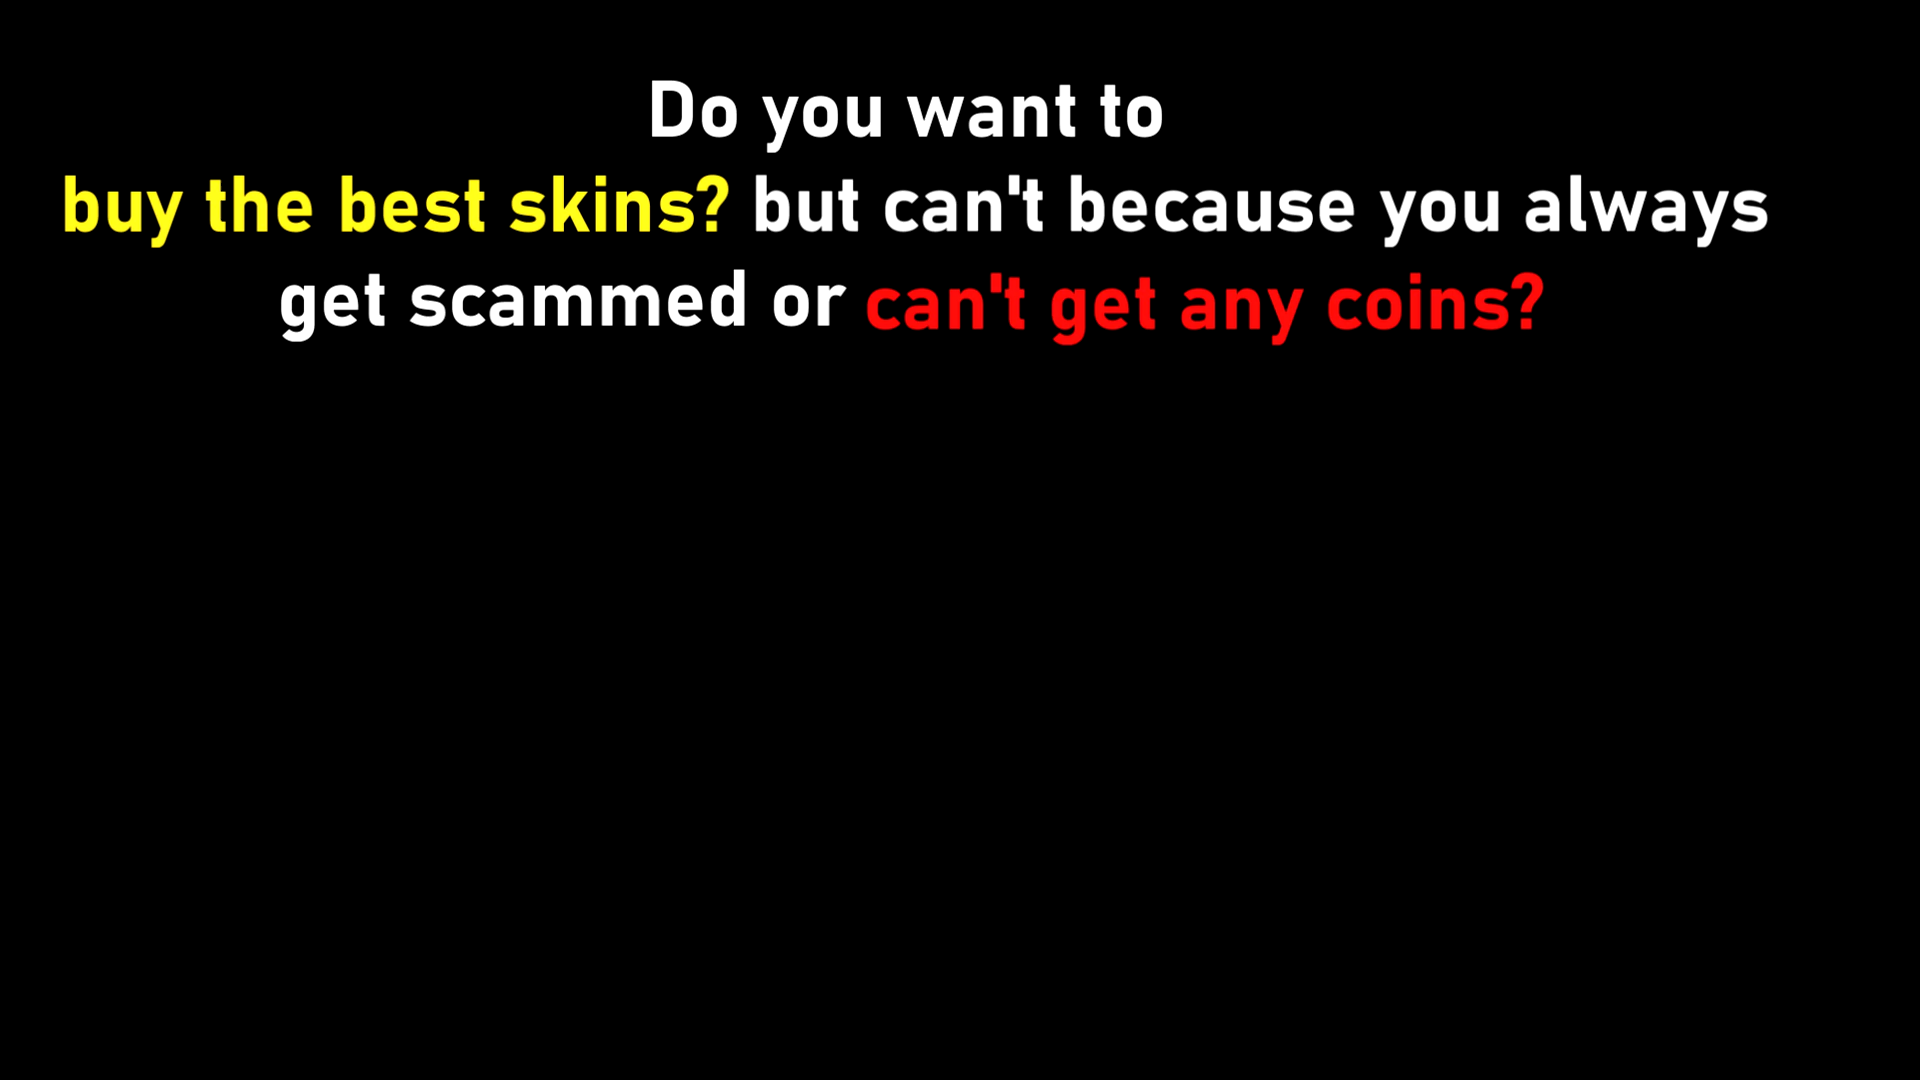 Do you want to
buy the best skins? but can't because you always
get scammed or can't get any coins?